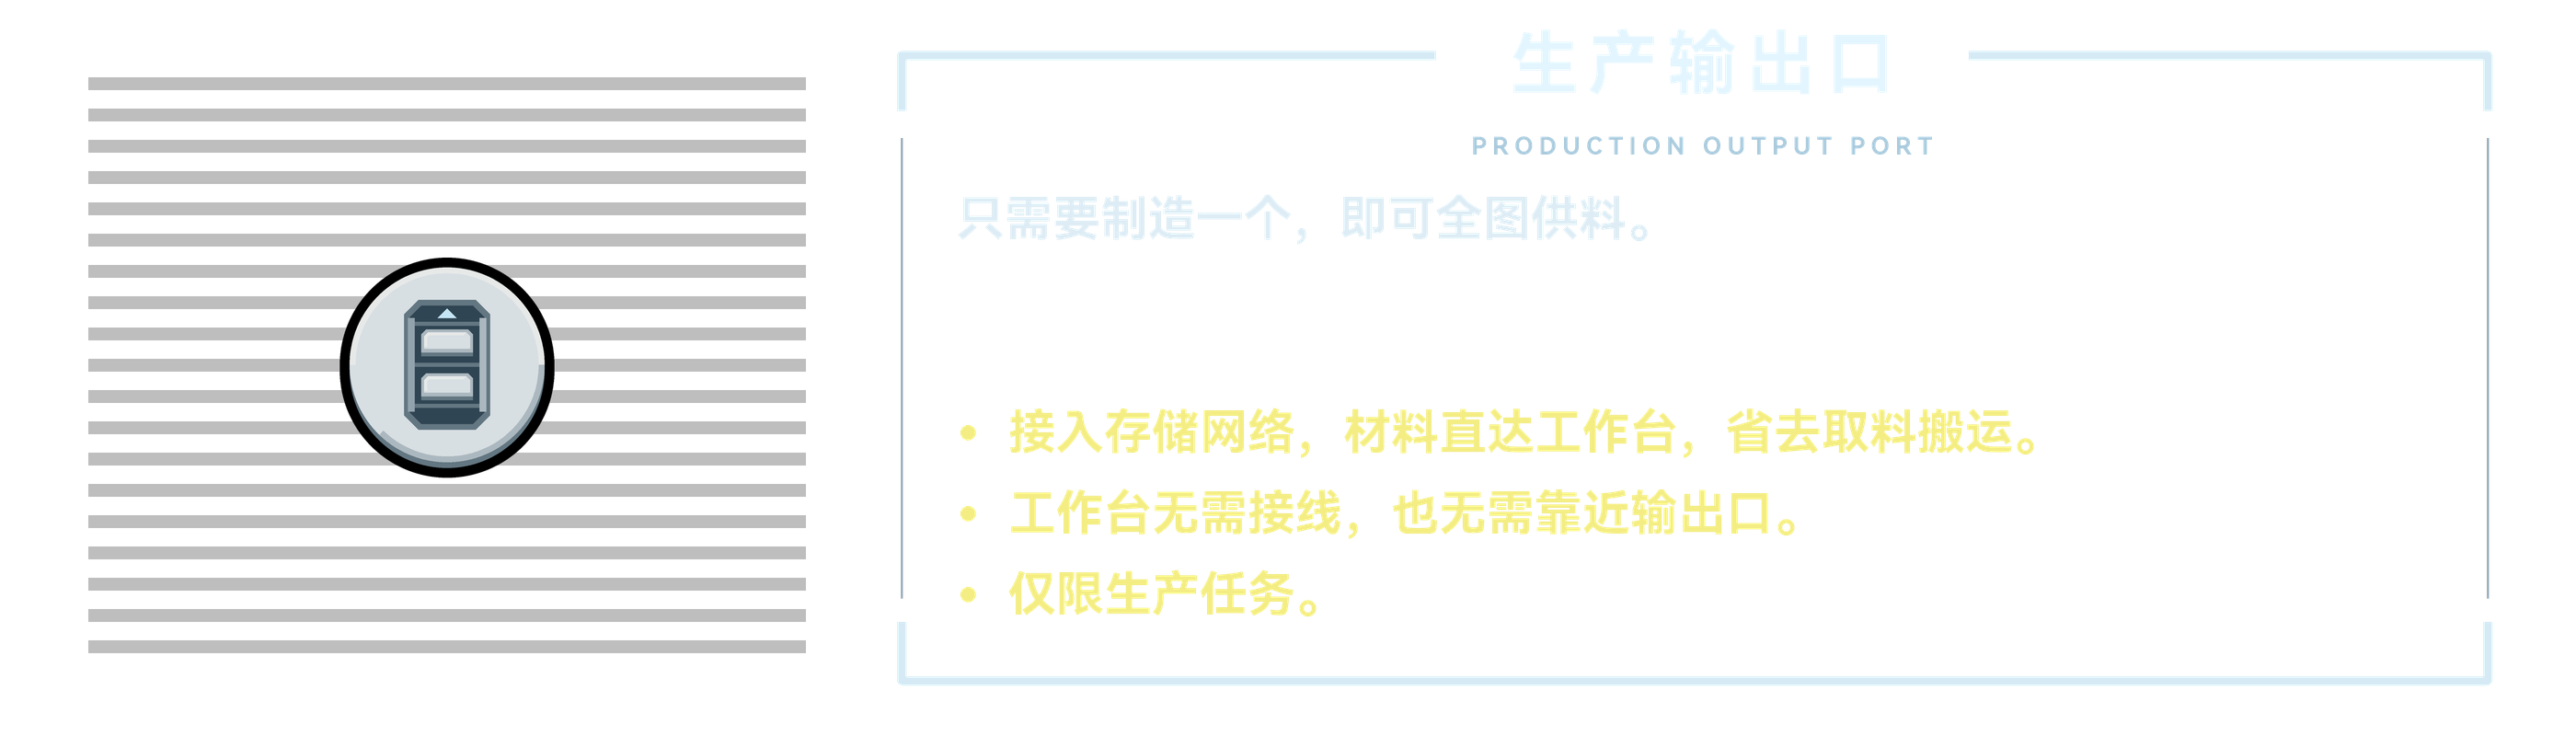 生产输出口
PRODUCTION OUTPUT PORT
只需要制造一个，即可全图供料。
• 接入存储网络，材料直达工作台，省去取料搬运。
• 工作台无需接线，也无需靠近输出口。
• 仅限生产任务。